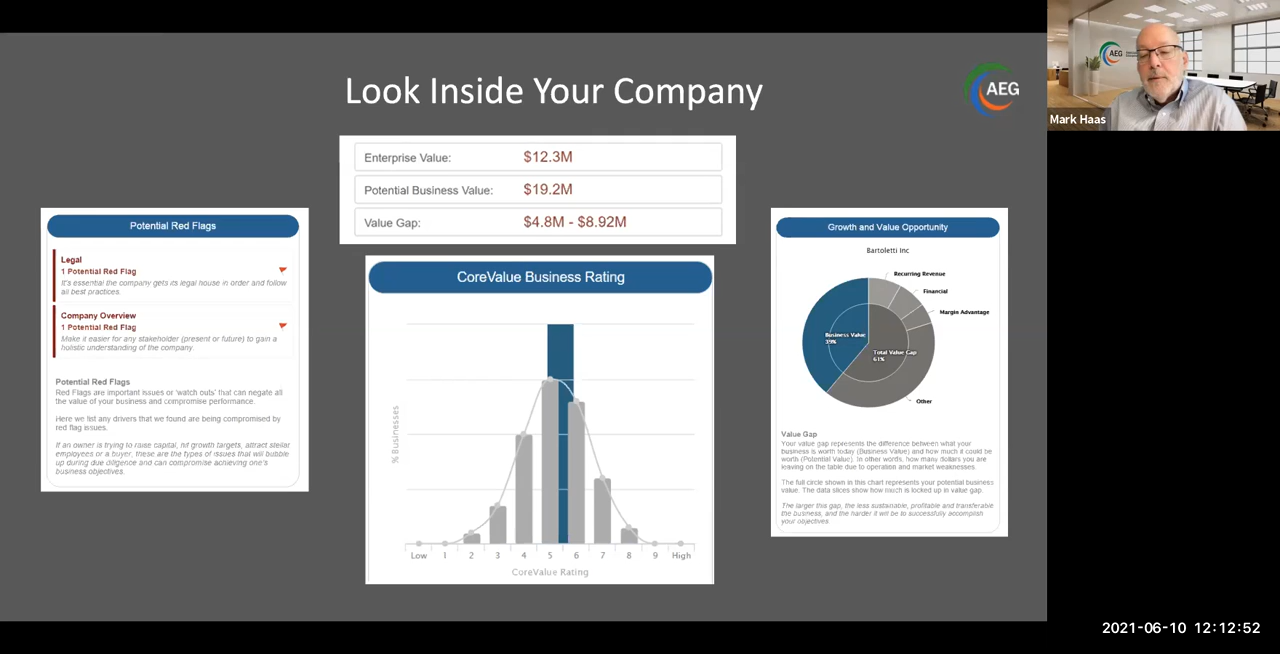 Look Inside Your Company
AEG
AEG
Mark Haas
Enterprise Value: $12.3M
Potential Business Value: $19.2M
Value Gap: $4.8M - $8.92M
Potential Red Flags
Legal
1 Potential Red Flag
It's essential the company gets its legal house in order and follow
all best practices.
Company Overview
1 Potential Red Flag
Make it easier for any stakeholder (present or future) to gain a
holistic understanding of the company.
Potential Red Flags
Red Flags are important issues or 'watch outs' that can negate all
the value of your business and compromise performance.
Here we list any drivers that we found are being compromised by
red flag issues.
If an owner is trying to raise capital, hit growth targets, attract stellar
employees or a buyer, these are the types of issues that will bubble
up during due diligence and can compromise achieving one's
business objectives.
CoreValue Business Rating
% Businesses
Low 1 2 3 4 5 6 7 8 9 High
CoreValue Rating
Growth and Value Opportunity
Bartoletti Inc
Recurring Revenue
Financial
Margin Advantage
Business Value
39%
Total Value Gap
61%
Other
Value Gap
Your value gap represents the difference between what your
business is worth today (Business Value) and how much it could be
worth (Potential Value). In other words, how many dollars you are
leaving on the table due to operation and market weaknesses.
The full circle shown in this chart represents your potential business
value. The data slices show how much is locked up in value gap.
The larger this gap, the less sustainable, profitable and transferable
the business, and the harder it will be to successfully accomplish
your objectives.
2021-06-10 12:12:52